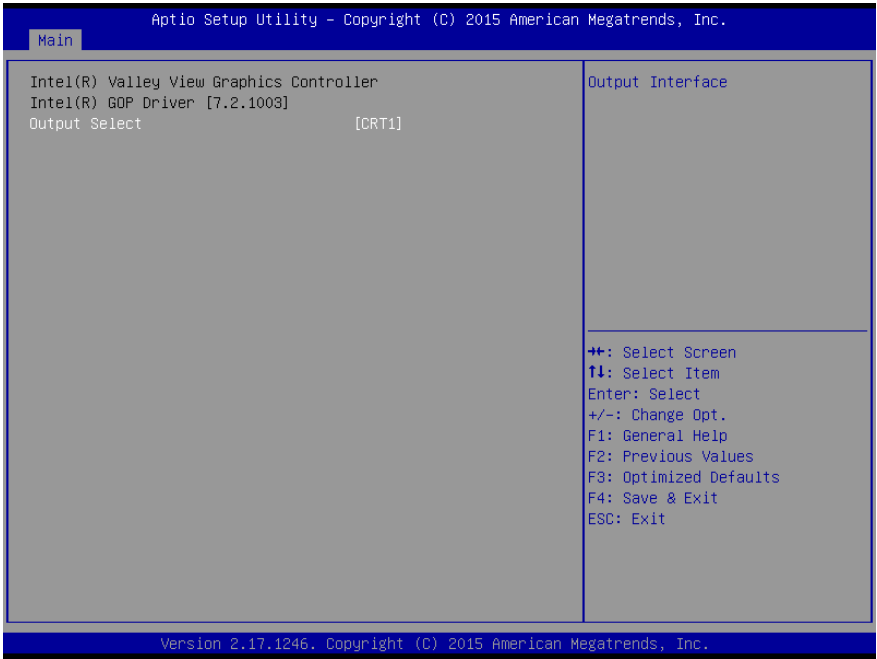 Aptio Setup Utility – Copyright (C) 2015 American Megatrends, Inc.
Main
Intel(R) Valley View Graphics Controller
Intel(R) GOP Driver [7.2.1003]
Output Select [CRT1]
Output Interface
→←: Select Screen
↑↓: Select Item
Enter: Select
+/-: Change Opt.
F1: General Help
F2: Previous Values
F3: Optimized Defaults
F4: Save & Exit
ESC: Exit
Version 2.17.1246. Copyright (C) 2015 American Megatrends, Inc.